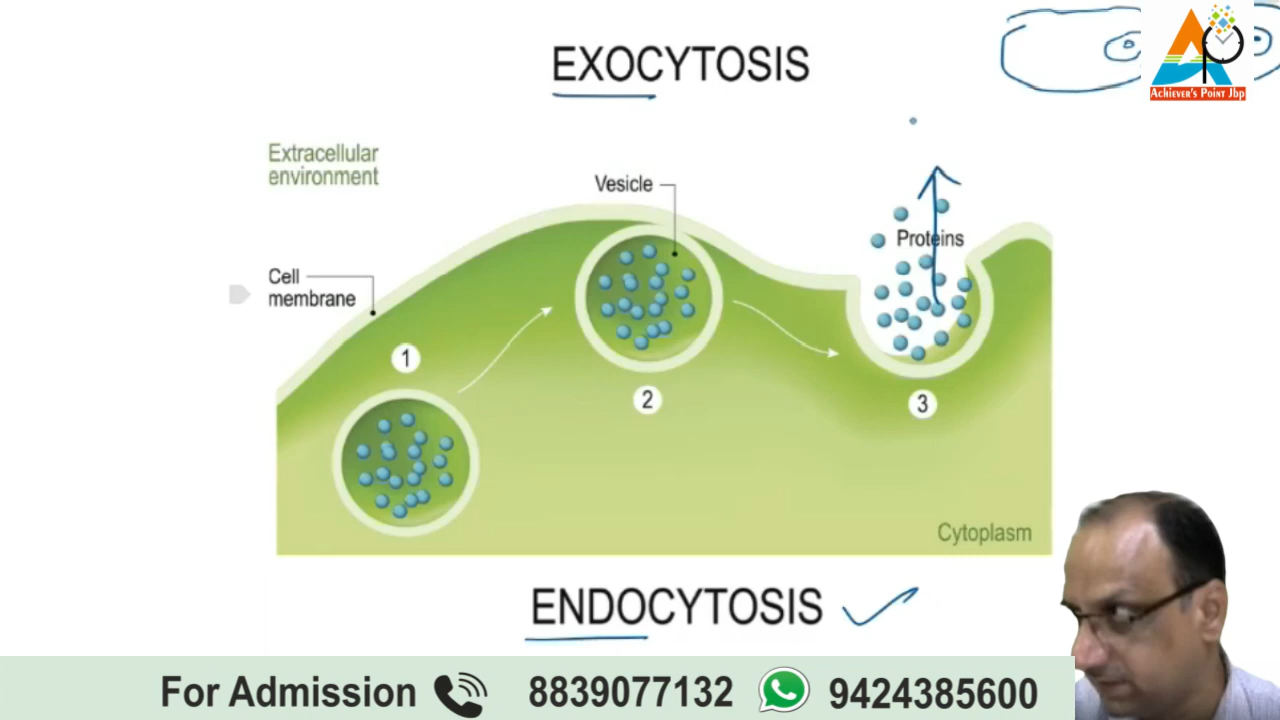 EXOCYTOSIS
ACHIEVER'S POINT Jbp
Extracellular
environment
Vesicle
Proteins
Cell
membrane
1
2
3
Cytoplasm
ENDOCYTOSIS
For Admission 8839077132 9424385600